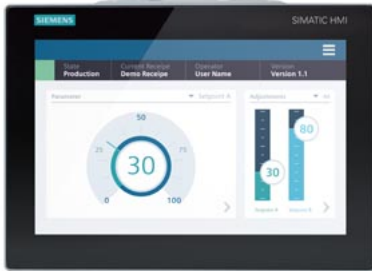 SIEMENS
SIMATIC HMI
State
Production
Current Receipe
Demo Receipe
Operator
User Name
Version
Version 1.1
Parameter
Setpoint A
50
25
75
30
0
100
Adjustments
80
30
Setpoint A